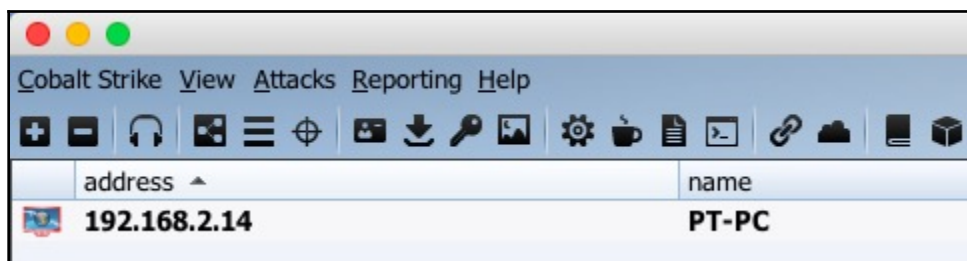 Cobalt Strike View Attacks Reporting Help
address name
192.168.2.14 PT-PC